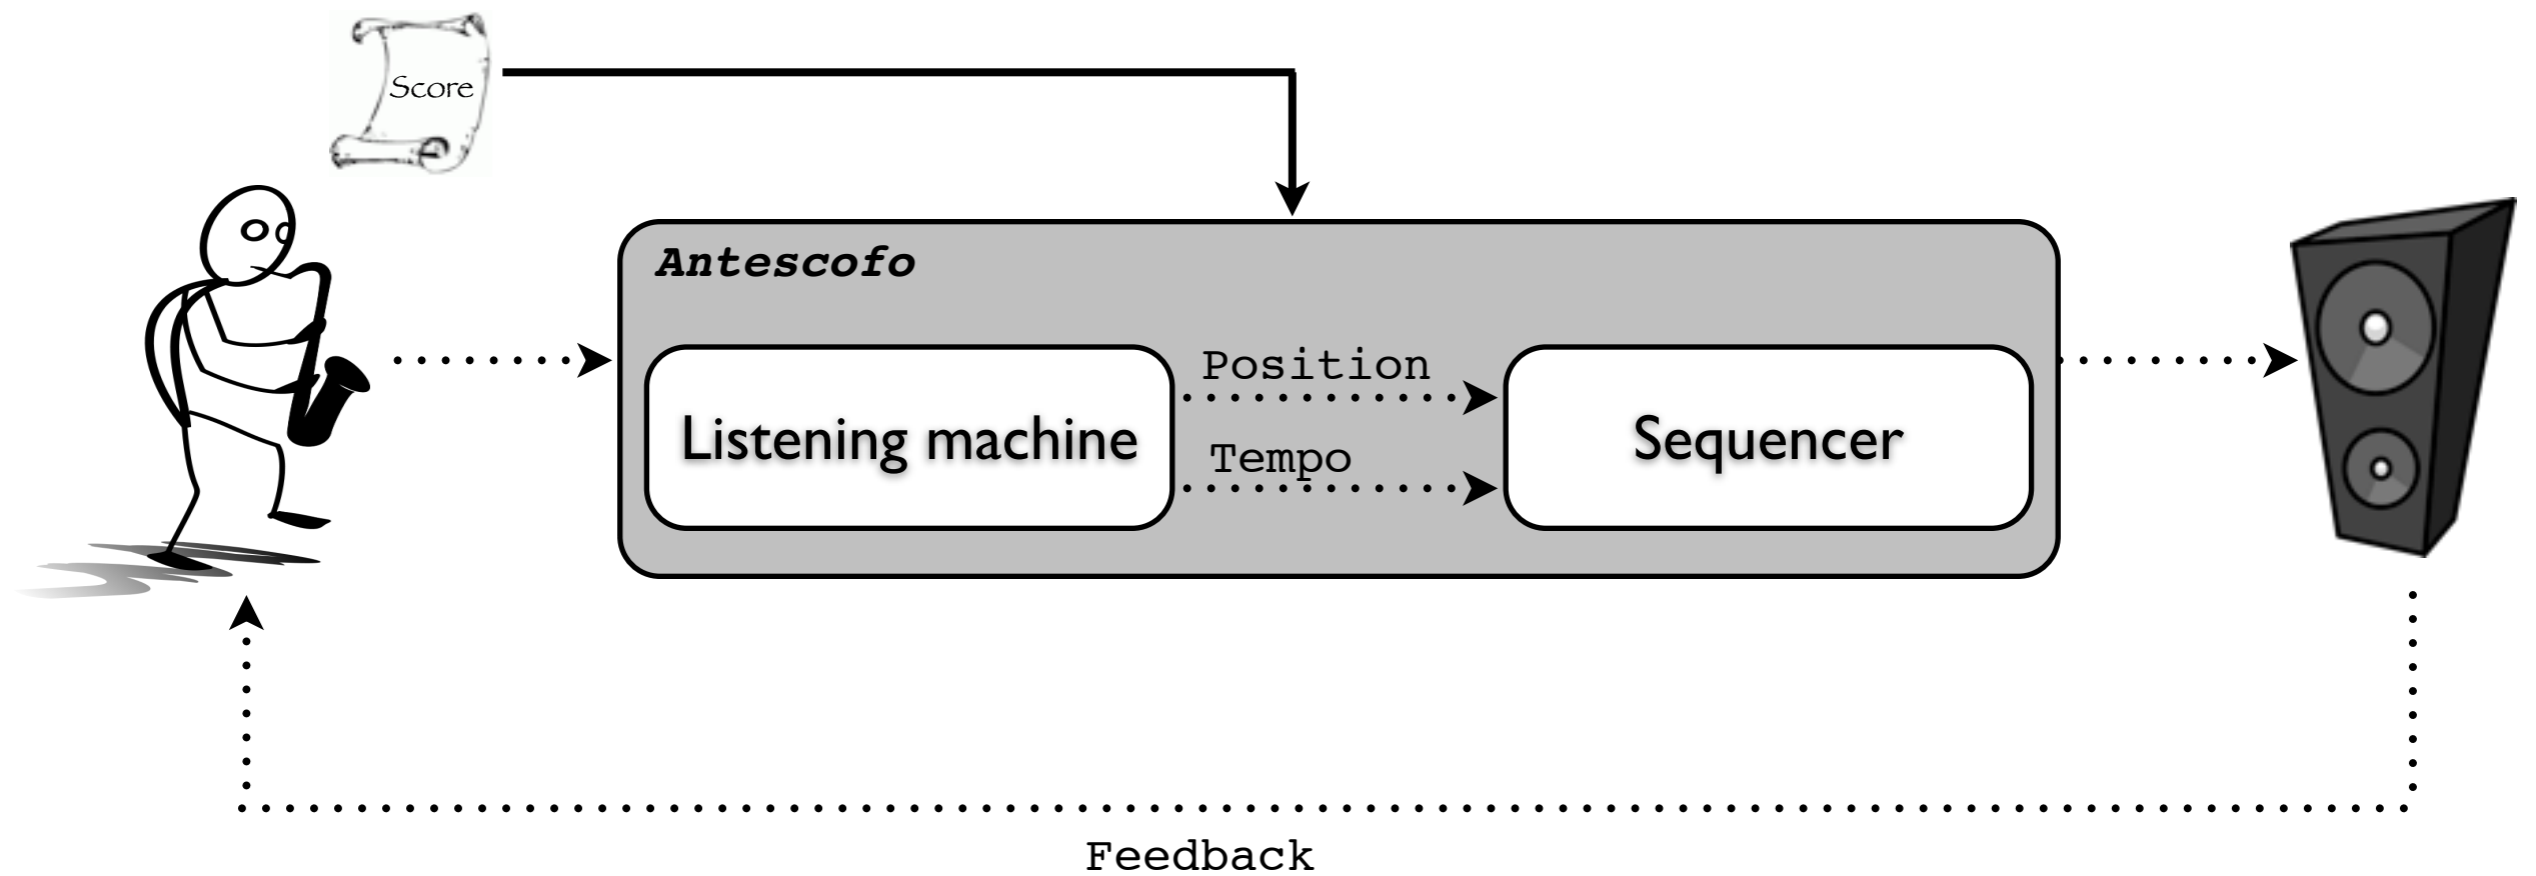 Score
Antescofo
Position
Listening machine
Sequencer
Tempo
Feedback